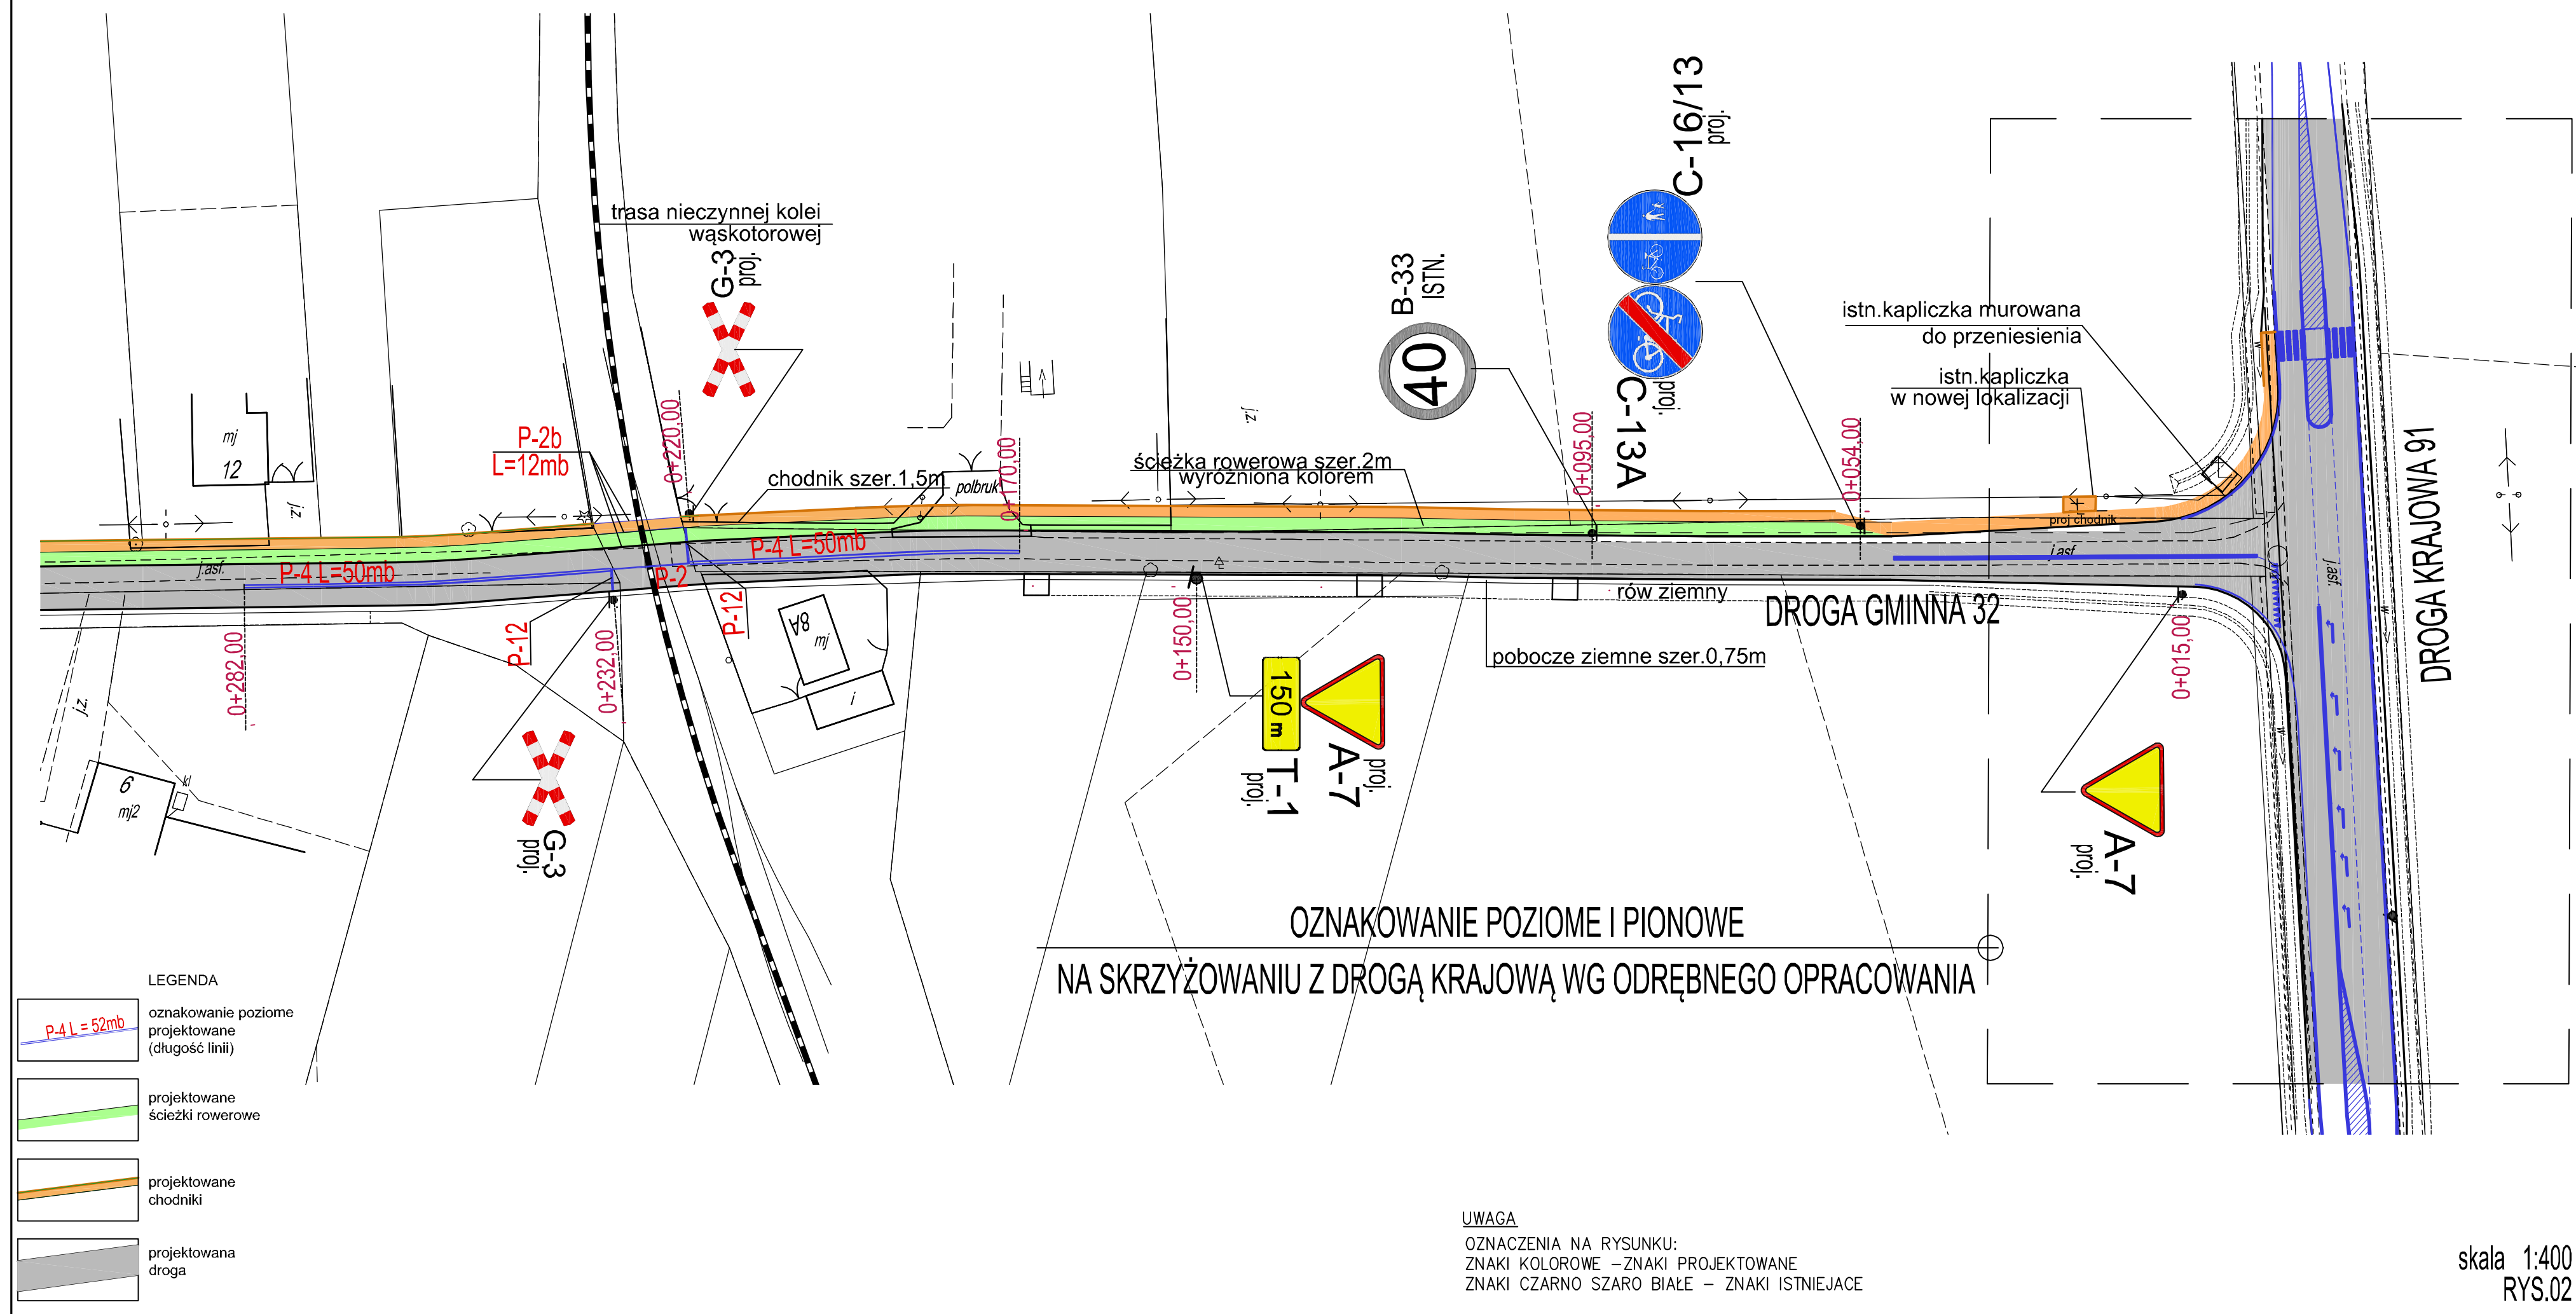 trasa nieczynnej kolei
wąskotorowej
G-3
proj.
C-16/13
proj.
B-33
ISTN.
40
C-13A
proj.
istn.kapliczka murowana
do przeniesienia
istn.kapliczka
w nowej lokalizacji
mj
12
j.ż.
P-2b
L=12mb
0+220,00
chodnik szer.1,5m
polbruk
0+170,00
ścieżka rowerowa szer.2m
wyróżniona kolorem
j.ż.
0+095,00
0+054,00
proj chodnik
j.asf.
P-4 L=50mb
P-2
P-4 L=50mb
j.asf
j.asf.
DROGA KRAJOWA 91
P-12
P-12
0+282,00
0+232,00
8A
mj
i
0+150,00
rów ziemny
DROGA GMINNA 32
pobocze ziemne szer.0,75m
0+015,00
j.ż.
6
mj2
kl
G-3
proj.
150 m
T-1
proj.
A-7
proj.
A-7
proj.
OZNAKOWANIE POZIOME I PIONOWE
NA SKRZYŻOWANIU Z DROGĄ KRAJOWĄ WG ODRĘBNEGO OPRACOWANIA
LEGENDA
P-4 L = 52mb
oznakowanie poziome
projektowane
(długość linii)
projektowane
ścieżki rowerowe
projektowane
chodniki
projektowana
droga
UWAGA
OZNACZENIA NA RYSUNKU:
ZNAKI KOLOROWE –ZNAKI PROJEKTOWANE
ZNAKI CZARNO SZARO BIAŁE – ZNAKI ISTNIEJACE
skala 1:400
RYS.02